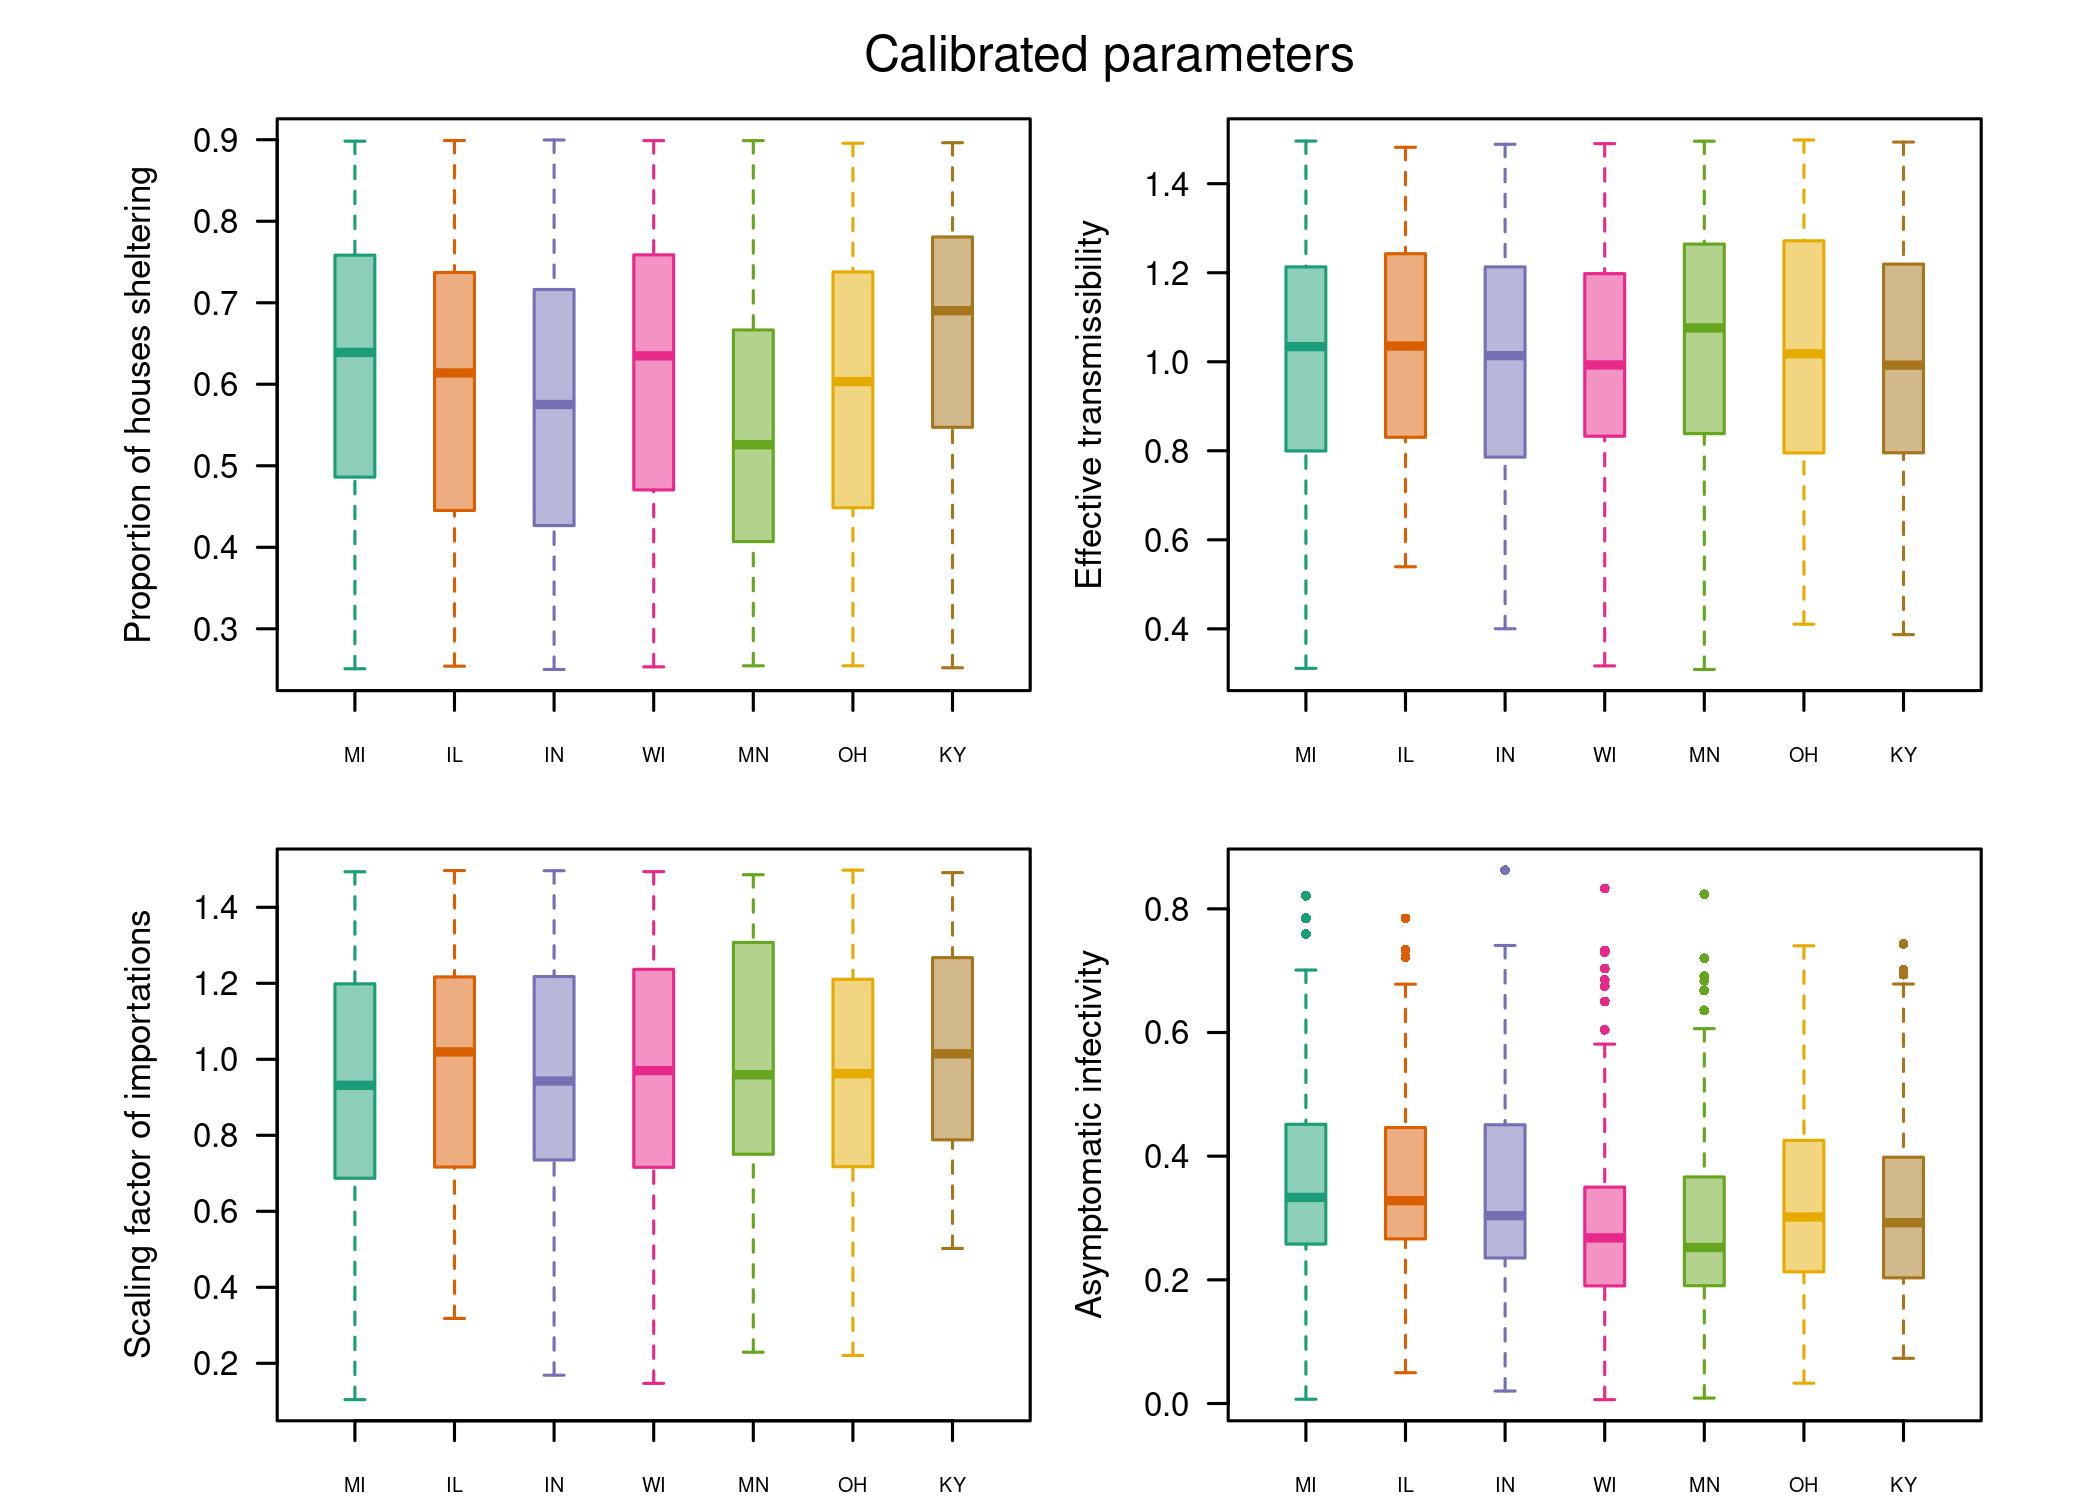 Calibrated parameters
Proportion of houses sheltering
0.9
0.8
0.7
0.6
0.5
0.4
0.3
MI IL IN WI MN OH KY
Effective transmissibility
1.4
1.2
1.0
0.8
0.6
0.4
MI IL IN WI MN OH KY
Scaling factor of importations
1.4
1.2
1.0
0.8
0.6
0.4
0.2
MI IL IN WI MN OH KY
Asymptomatic infectivity
0.8
0.6
0.4
0.2
0.0
MI IL IN WI MN OH KY